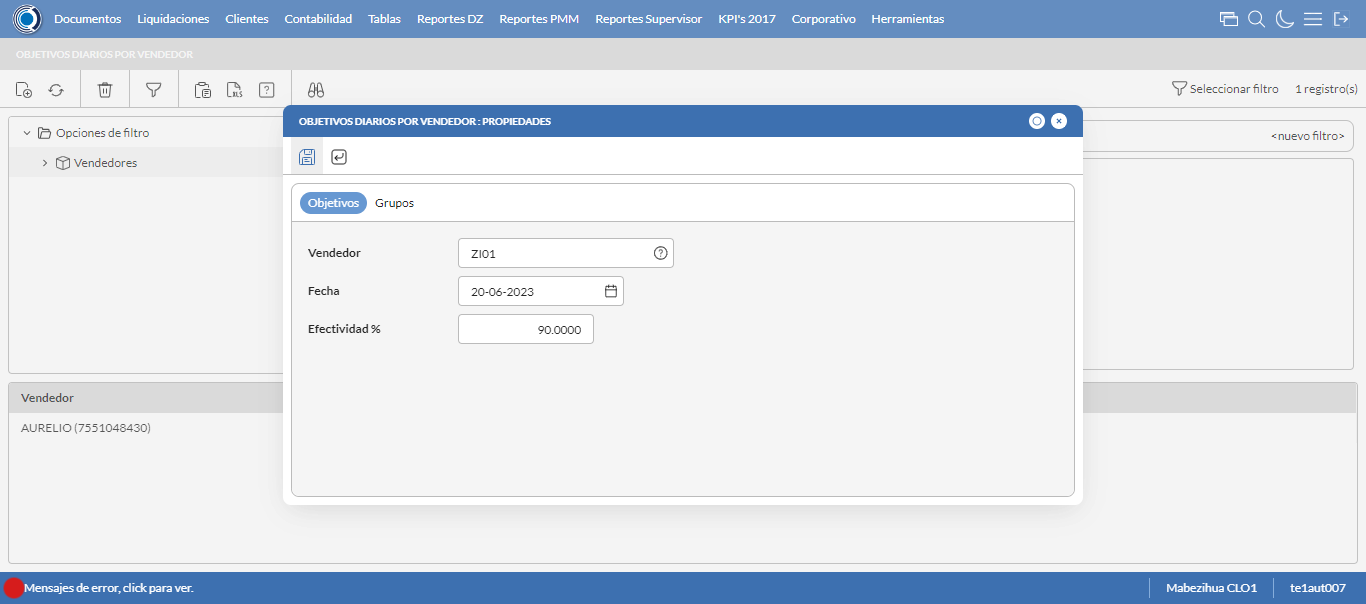 Documentos Liquidaciones Clientes Contabilidad Tablas Reportes DZ Reportes PMM Reportes Supervisor KPI's 2017 Corporativo Herramientas
OBJETIVOS DIARIOS POR VENDEDOR
XLS ? Seleccionar filtro 1 registro(s)
OBJETIVOS DIARIOS POR VENDEDOR : PROPIEDADES
Opciones de filtro
<nuevo filtro>
Vendedores
Objetivos Grupos
Vendedor ZI01 ?
Fecha 20-06-2023
Efectividad % 90.0000
Vendedor
AURELIO (7551048430)
Mensajes de error, click para ver. Mabezihua CLO1 te1aut007